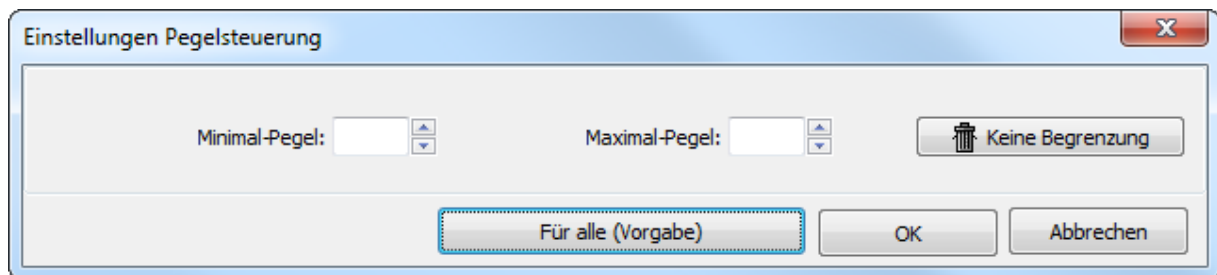 Einstellungen Pegelsteuerung
Minimal-Pegel: Maximal-Pegel: Keine Begrenzung
Für alle (Vorgabe) OK Abbrechen